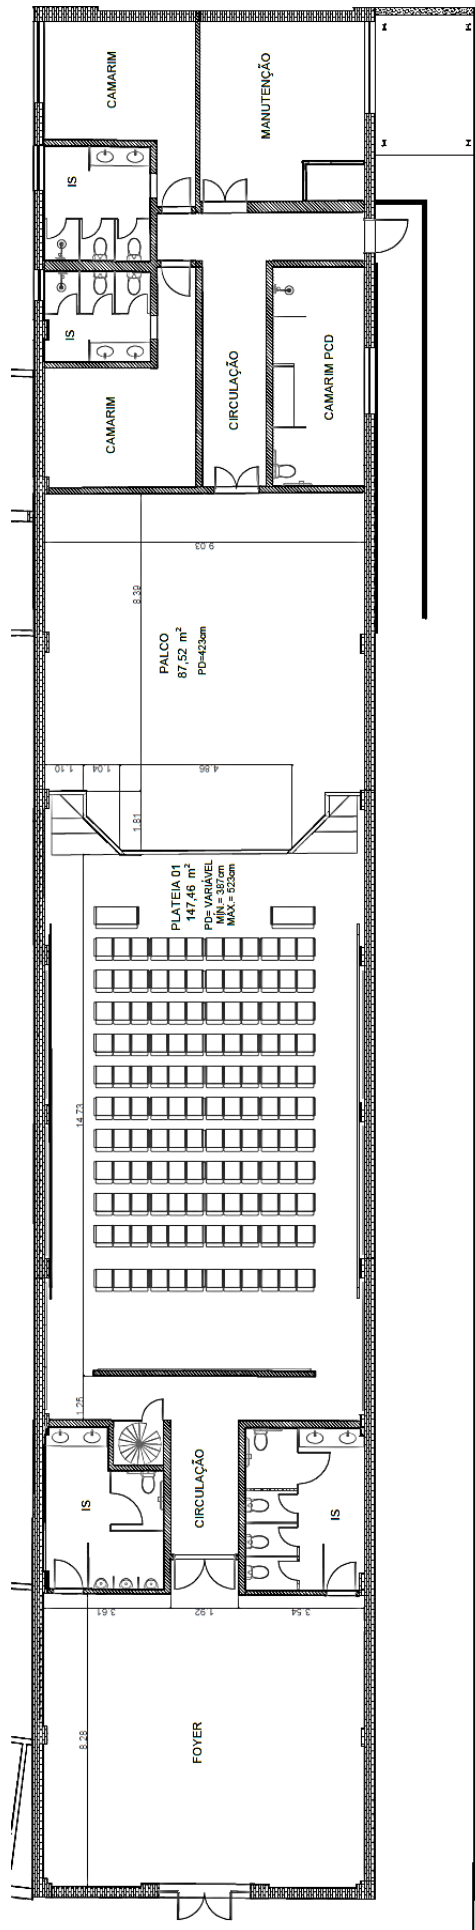 CAMARIM
MANUTENÇÃO
IS
IS
CAMARIM
CIRCULAÇÃO
CAMARIM PCD
9.03
8.39
PALCO
87,52 m²
PD=423cm
1.10
1.04
4.86
1.81
PLATEIA 01
147,46 m²
PD= VARIÁVEL
MÍN.= 387cm
MÁX.= 523cm
14.73
1.25
IS
CIRCULAÇÃO
IS
3.61
1.92
3.54
8.28
FOYER